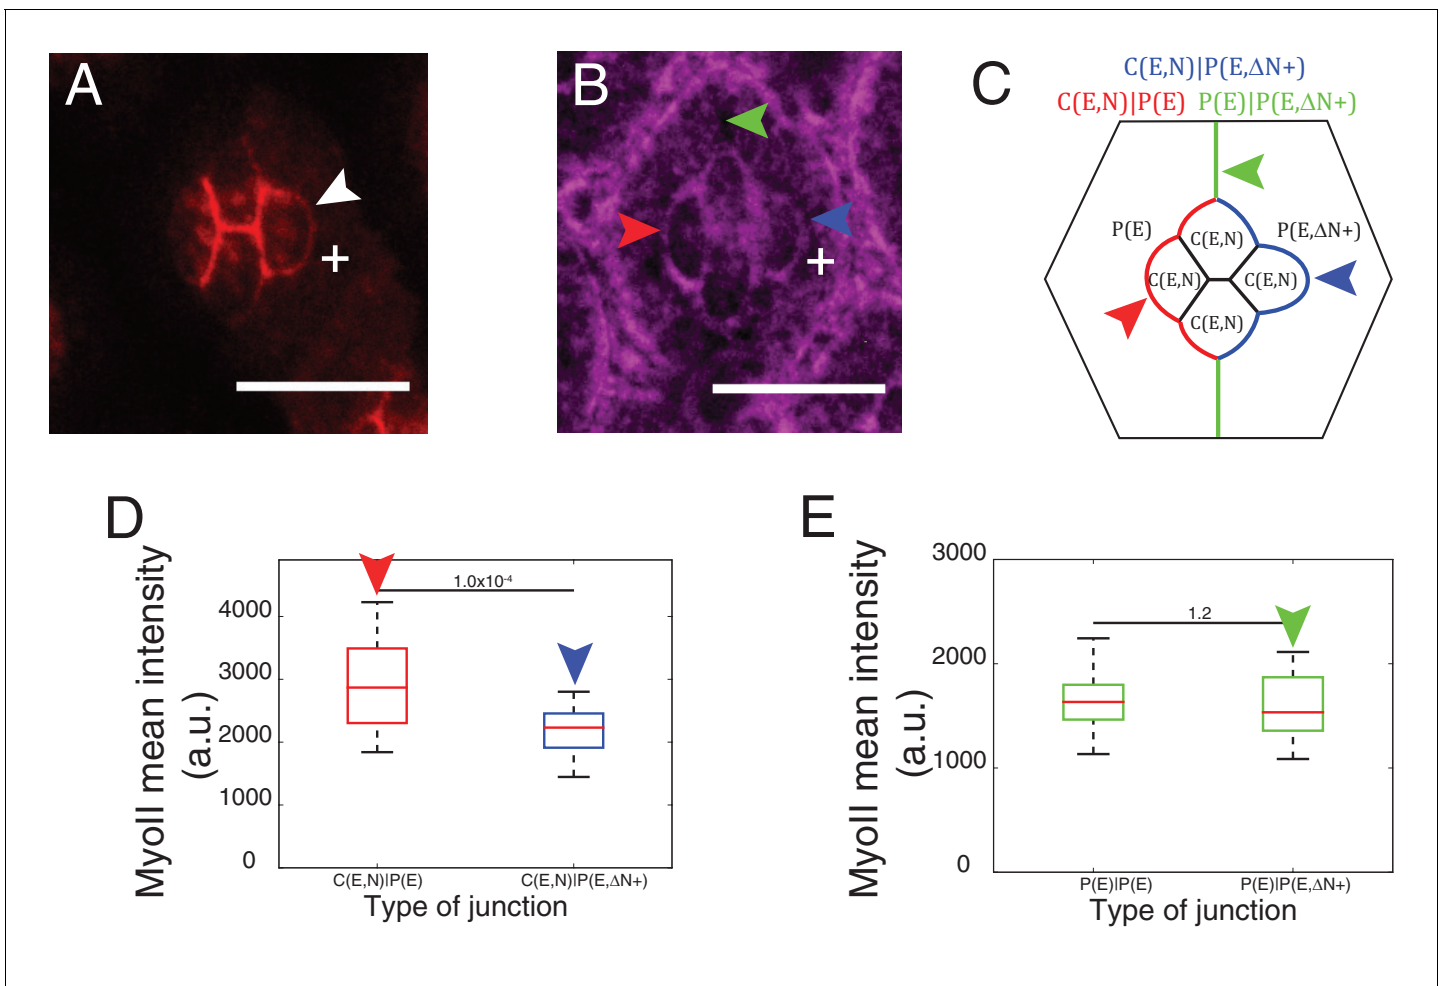 A
B
C
C(E,N)|P(E,ΔN+)
C(E,N)|P(E) P(E)|P(E,ΔN+)
P(E)
C(E,N)
P(E,ΔN+)
C(E,N)
C(E,N)
C(E,N)
+
+
D
MyoII mean intensity
(a.u.)
4000
3000
2000
1000
0
1.0x10-4
C(E,N)|P(E)
C(E,N)|P(E,ΔN+)
Type of junction
E
MyoII mean intensity
(a.u.)
3000
2000
1000
0
1.2
P(E)|P(E)
P(E)|P(E,ΔN+)
Type of junction